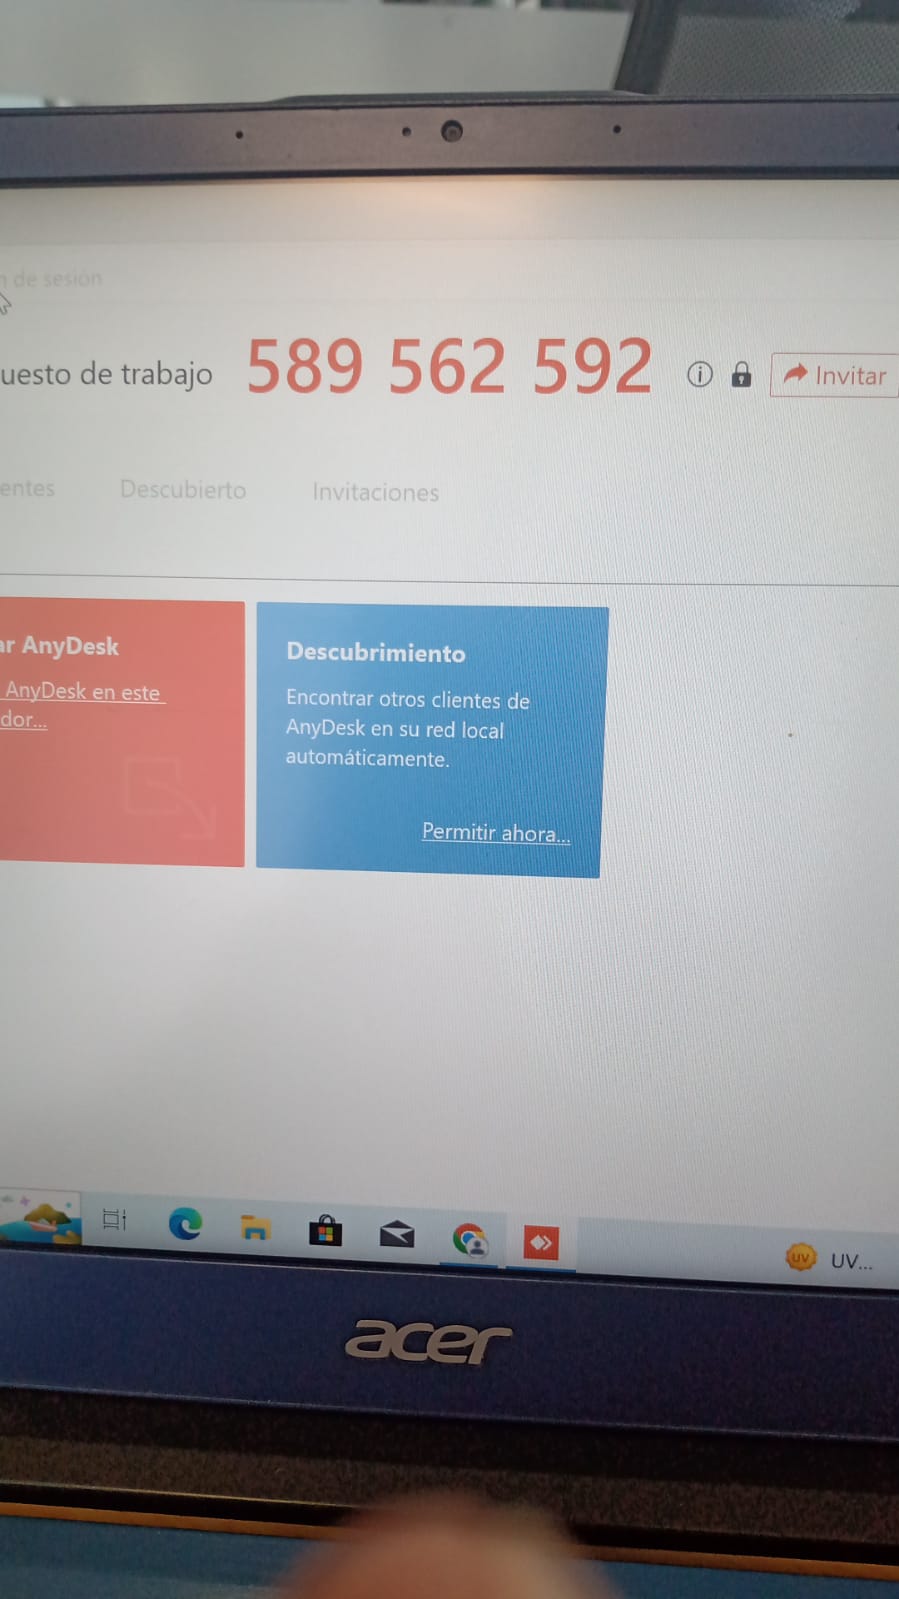 n de sesión
uesto de trabajo 589 562 592 Invitar
entes Descubierto Invitaciones
ar AnyDesk
AnyDesk en este
dor...
Descubrimiento
Encontrar otros clientes de
AnyDesk en su red local
automáticamente.
Permitir ahora...
UV UV...
acer